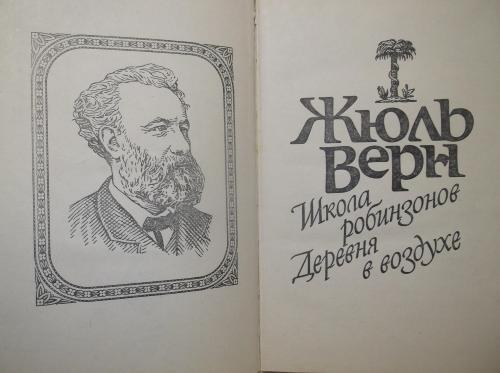 Жюль
Верн
Школа
робинзонов
Деревня
в воздухе